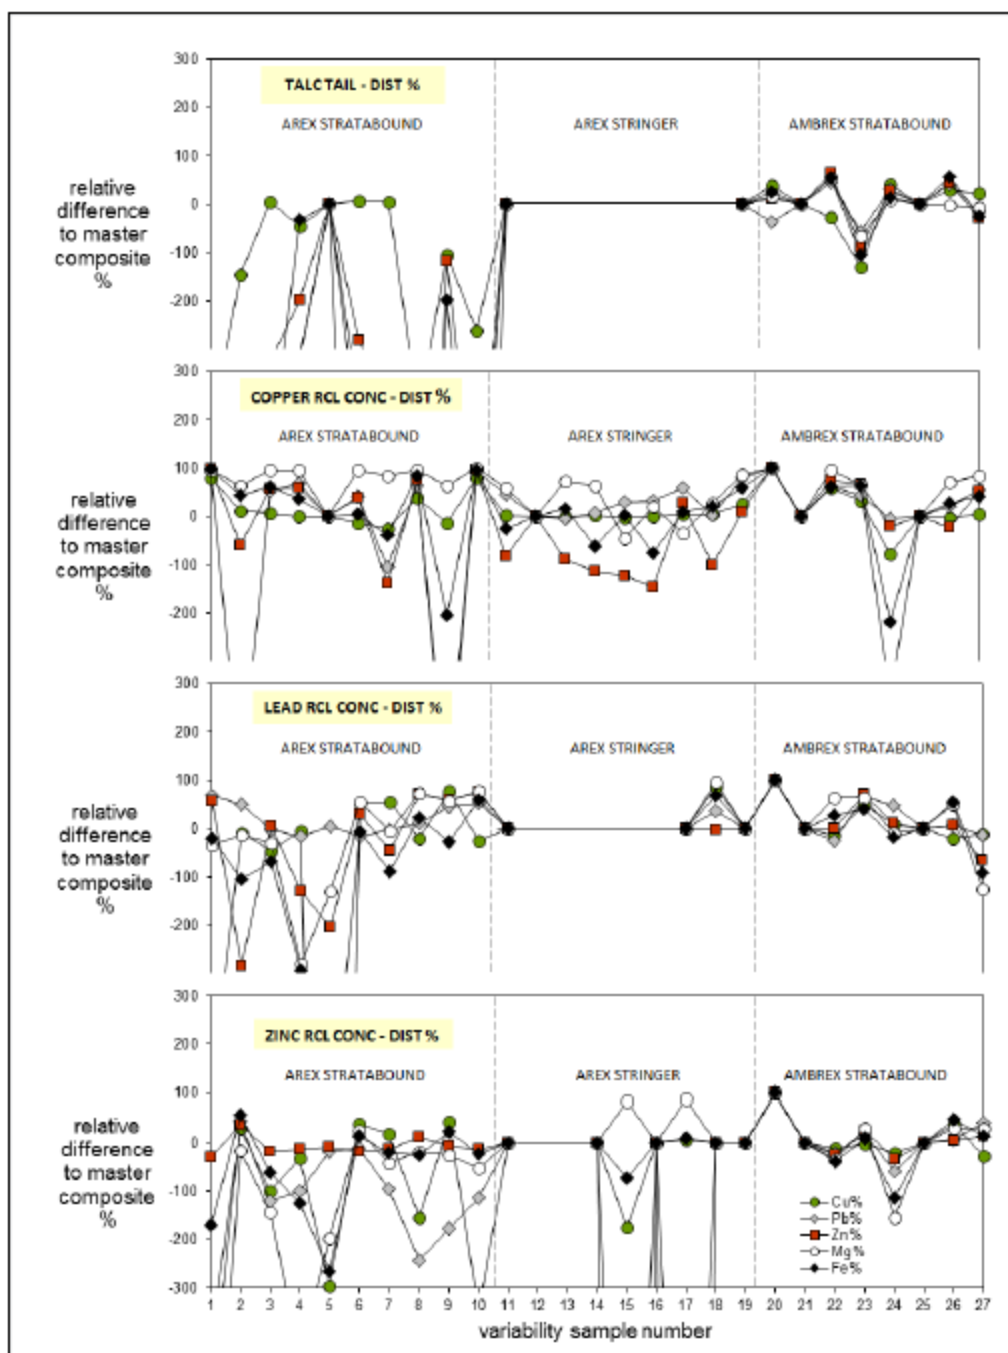 300
TALC TAIL - DIST %
200
AREX STRATABOUND AREX STRINGER AMBREX STRATABOUND
100
relative
difference
to master
composite
%
0
-100
-200
300
COPPER RCL CONC - DIST %
200
AREX STRATABOUND AREX STRINGER AMBREX STRATABOUND
100
relative
difference
to master
composite
%
0
-100
-200
300
LEAD RCL CONC - DIST %
200
AREX STRATABOUND AREX STRINGER AMBREX STRATABOUND
100
relative
difference
to master
composite
%
0
-100
-200
300
ZINC RCL CONC - DIST %
200
AREX STRATABOUND AREX STRINGER AMBREX STRATABOUND
100
relative
difference
to master
composite
%
0
-100
-200
-300
Cu%
Pb%
Zn%
Mg%
Fe%
1 2 3 4 5 6 7 8 9 10 11 12 13 14 15 16 17 18 19 20 21 22 23 24 25 26 27
variability sample number